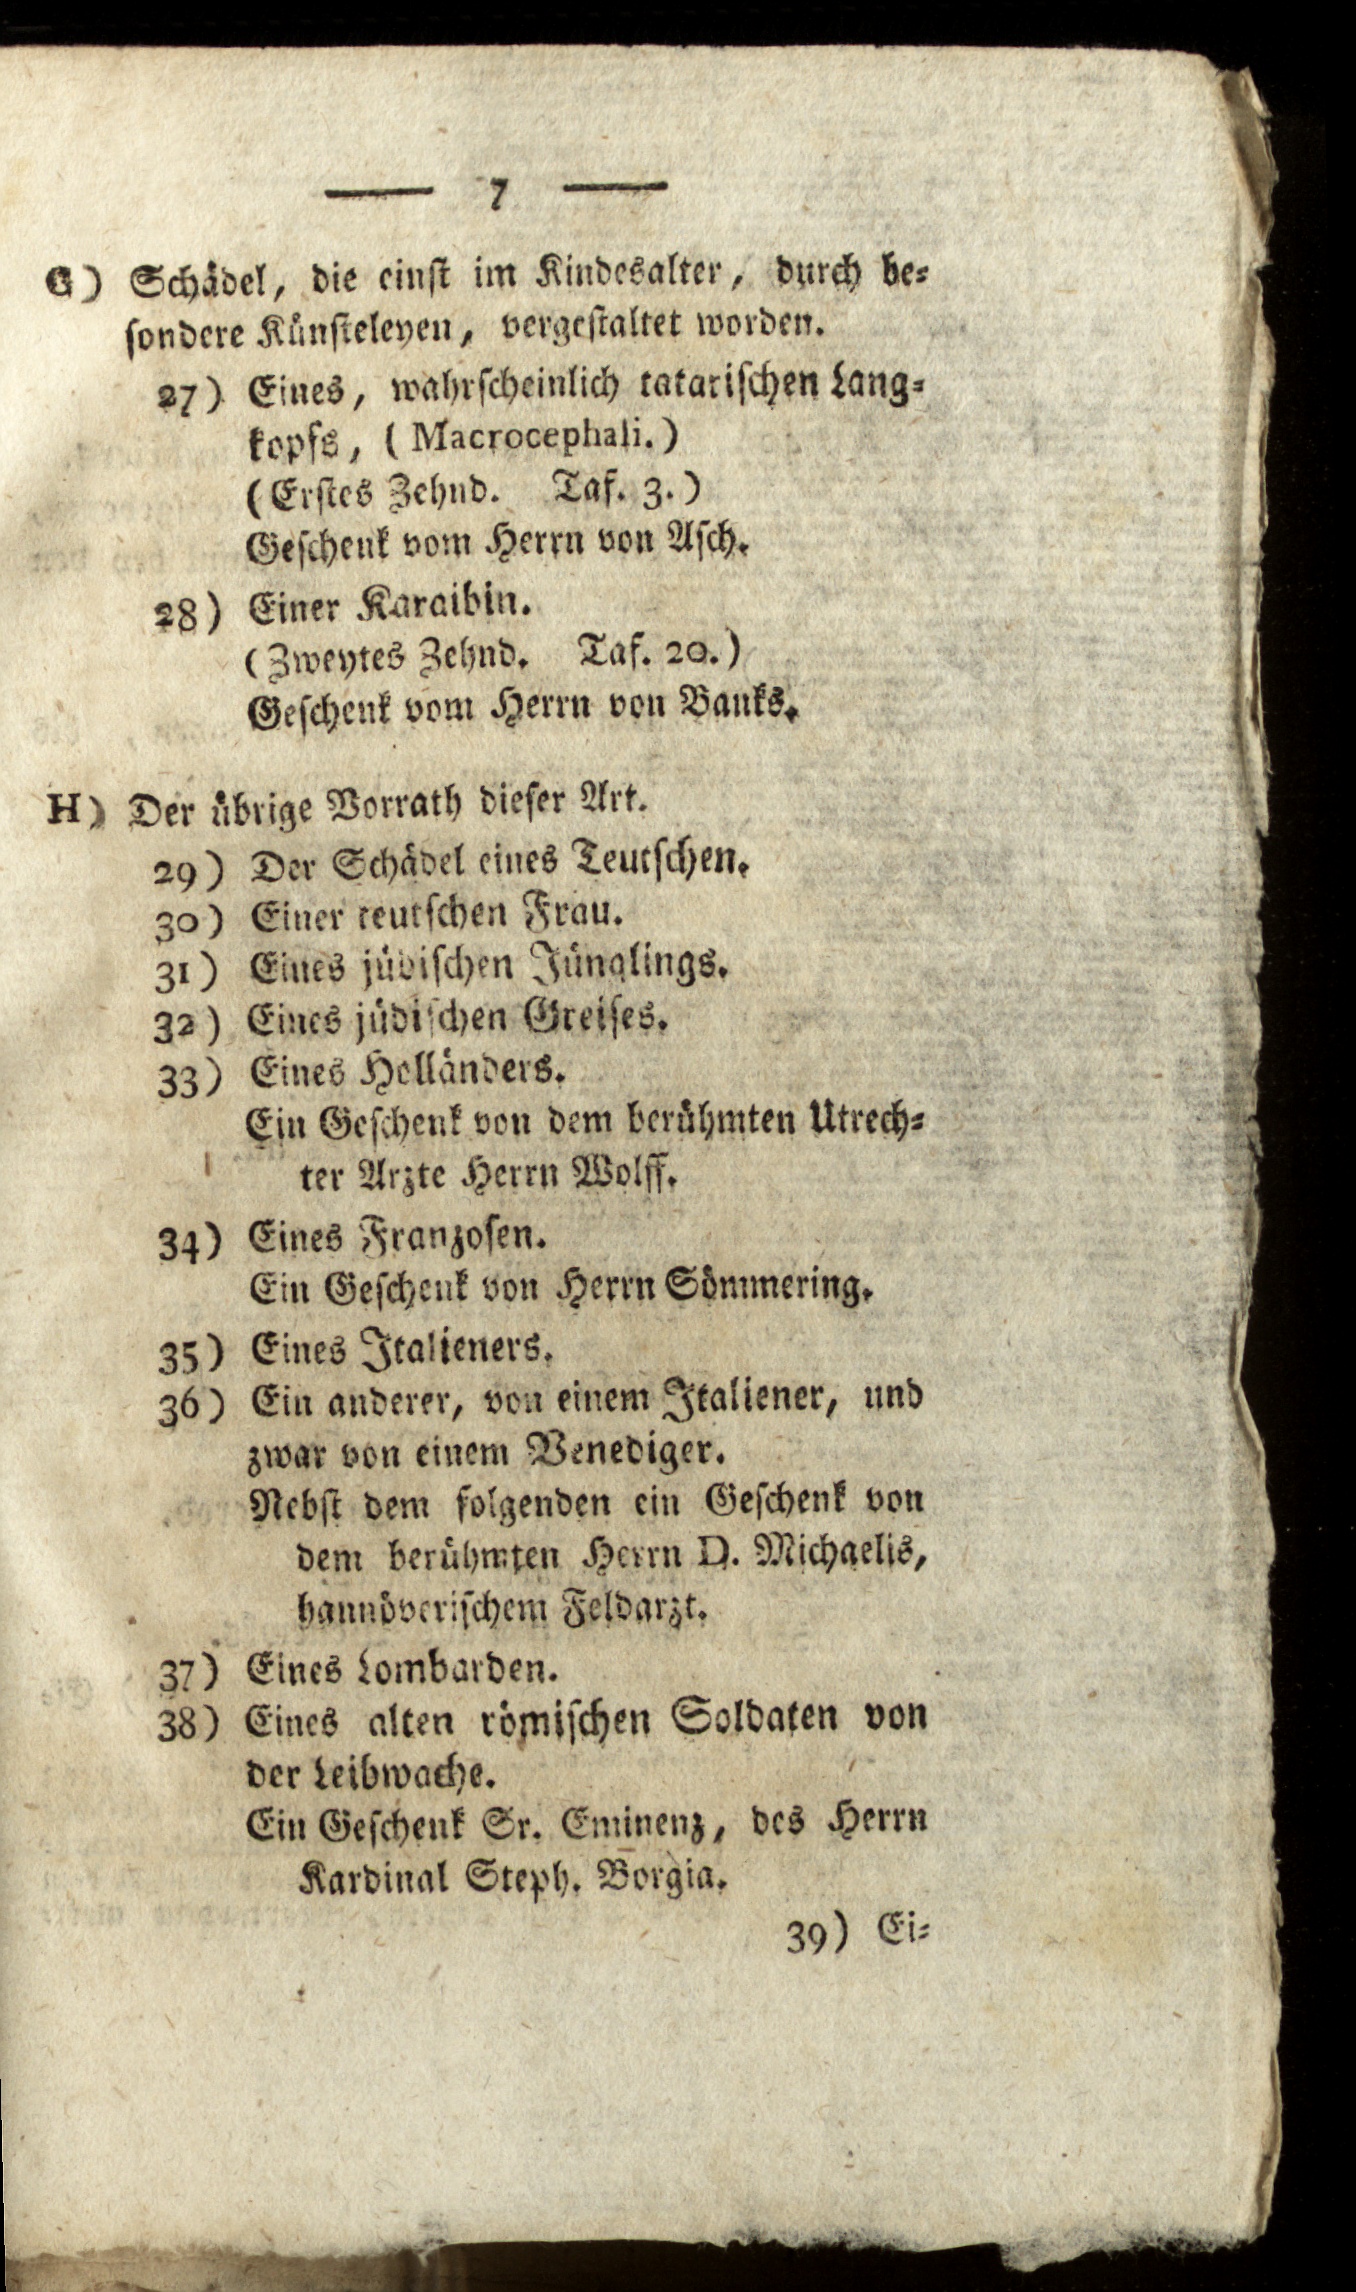 7
G) Schädel, die einst im Kindesalter, durch be-
sondere Künsteleyen, vergestaltet worden.
27) Eines, wahrscheinlich tatarischen Lang-
kopfs, (Macrocephali.)
(Erstes Zehnd. Taf. 3.)
Geschenk vom Herrn von Asch.
28) Einer Karaibin.
(Zweytes Zehnd. Taf. 20.)
Geschenk vom Herrn von Banks.
H) Der übrige Vorrath dieser Art.
29) Der Schädel eines Teutschen.
30) Einer teutschen Frau.
31) Eines jüdischen Jünglings.
32) Eines jüdischen Greises.
33) Eines Holländers.
Ein Geschenk von dem berühmten Utrech-
ter Arzte Herrn Wolff.
34) Eines Franzosen.
Ein Geschenk von Herrn Sömmering.
35) Eines Italieners.
36) Ein anderer, von einem Italiener, und
zwar von einem Venediger.
Nebst dem folgenden ein Geschenk von
dem berühmten Herrn D. Michaelis,
hannöverischem Feldarzt.
37) Eines Lombarden.
38) Eines alten römischen Soldaten von
der Leibwache.
Ein Geschenk Sr. Eminenz, des Herrn
Kardinal Steph. Borgia.
39) Ei-